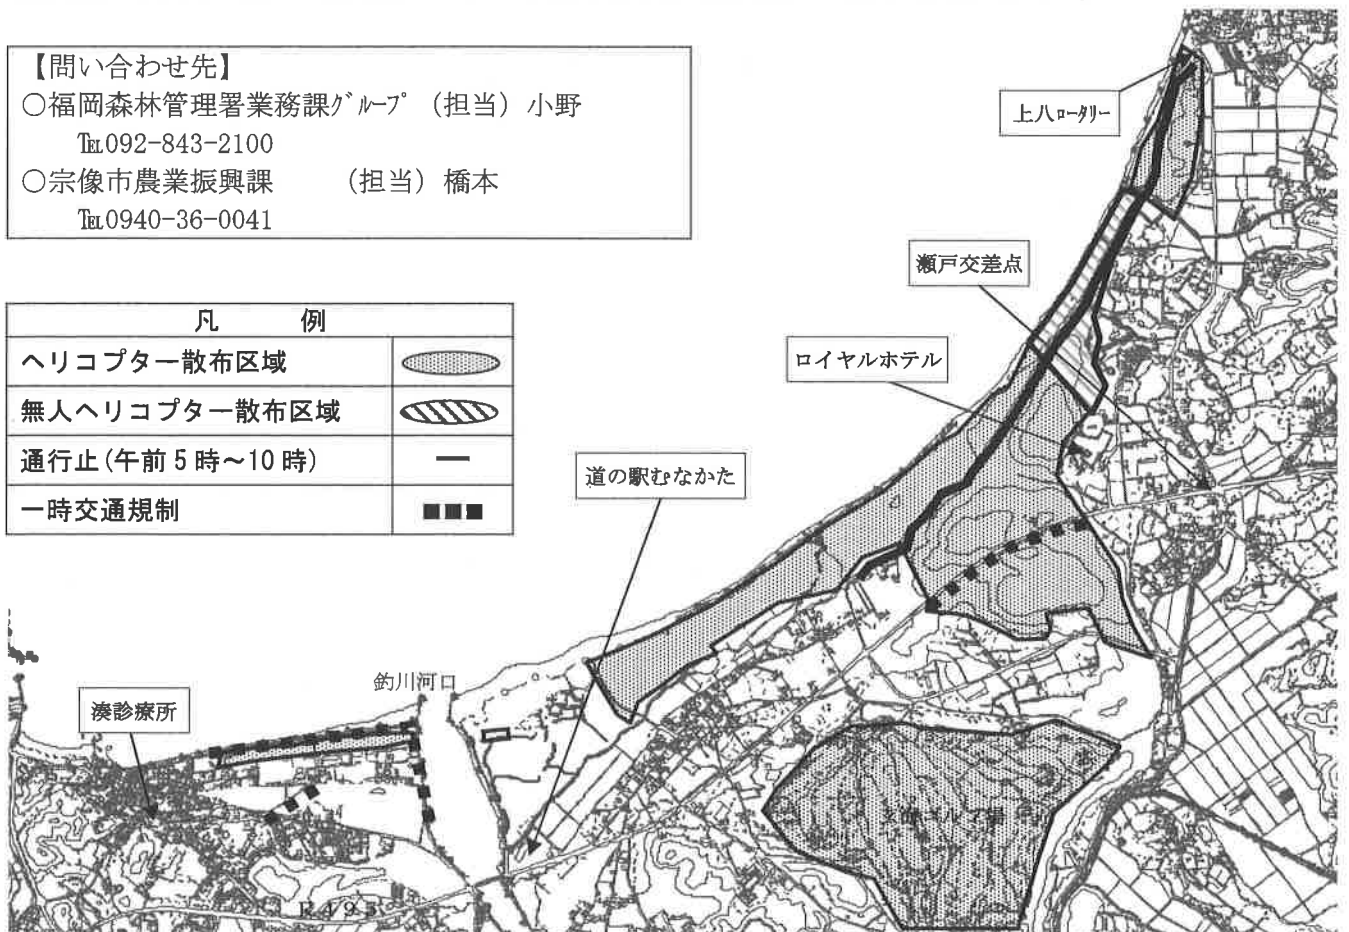 【問い合わせ先】
○福岡森林管理署業務課ｸﾞﾙｰﾌﾟ （担当）小野
℡092-843-2100
○宗像市農業振興課 （担当）橋本
℡0940-36-0041
凡 例
ヘリコプター散布区域
無人ヘリコプター散布区域
通行止(午前5時～10時)
一時交通規制
上八ﾛｰﾀﾘｰ
瀬戸交差点
ロイヤルホテル
道の駅むなかた
釣川河口
湊診療所
R495